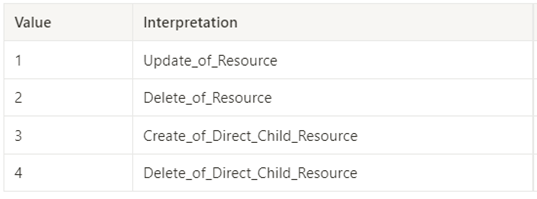 Value Interpretation
1 Update_of_Resource
2 Delete_of_Resource
3 Create_of_Direct_Child_Resource
4 Delete_of_Direct_Child_Resource